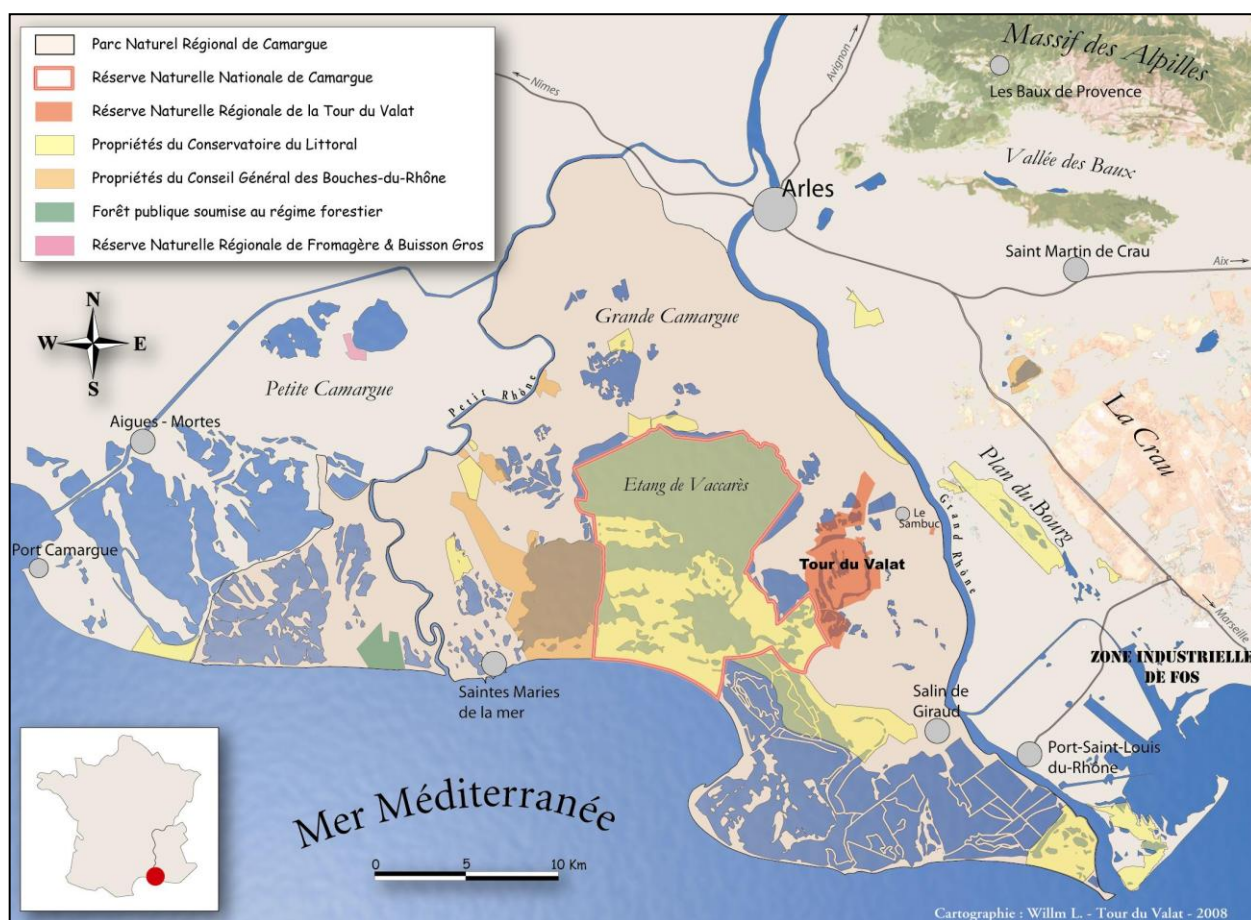 Parc Naturel Régional de Camargue
Réserve Naturelle Nationale de Camargue
Réserve Naturelle Régionale de la Tour du Valat
Propriétés du Conservatoire du Littoral
Propriétés du Conseil Général des Bouches-du-Rhône
Forêt publique soumise au régime forestier
Réserve Naturelle Régionale de Fromagère & Buisson Gros
Nîmes
Avignon
Massif des Alpilles
Les Baux de Provence
Vallée des Baux
Arles
Saint Martin de Crau
Aix
N
W
E
S
Grande Camargue
Petite Camargue
Petit Rhône
Aigues - Mortes
La Crau
Etang de Vaccarès
Plan du Bourg
Le
Sambuc
Grand Rhône
Port Camargue
Tour du Valat
Marseille
ZONE INDUSTRIELLE
DE FOS
Saintes Maries
de la mer
Salin de
Giraud
Port-Saint-Louis
du-Rhône
Mer Méditerranée
0 5 10 Km
Cartographie : Willm L. - Tour du Valat - 2008